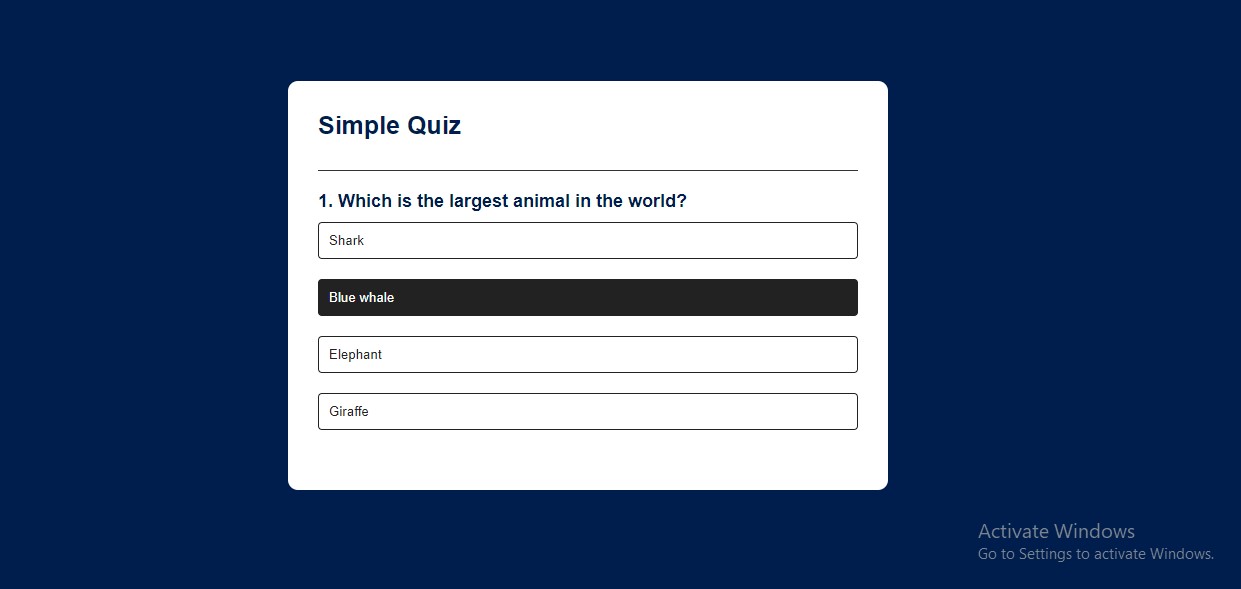 Simple Quiz
1. Which is the largest animal in the world?
Shark
Blue whale
Elephant
Giraffe
Activate Windows
Go to Settings to activate Windows.